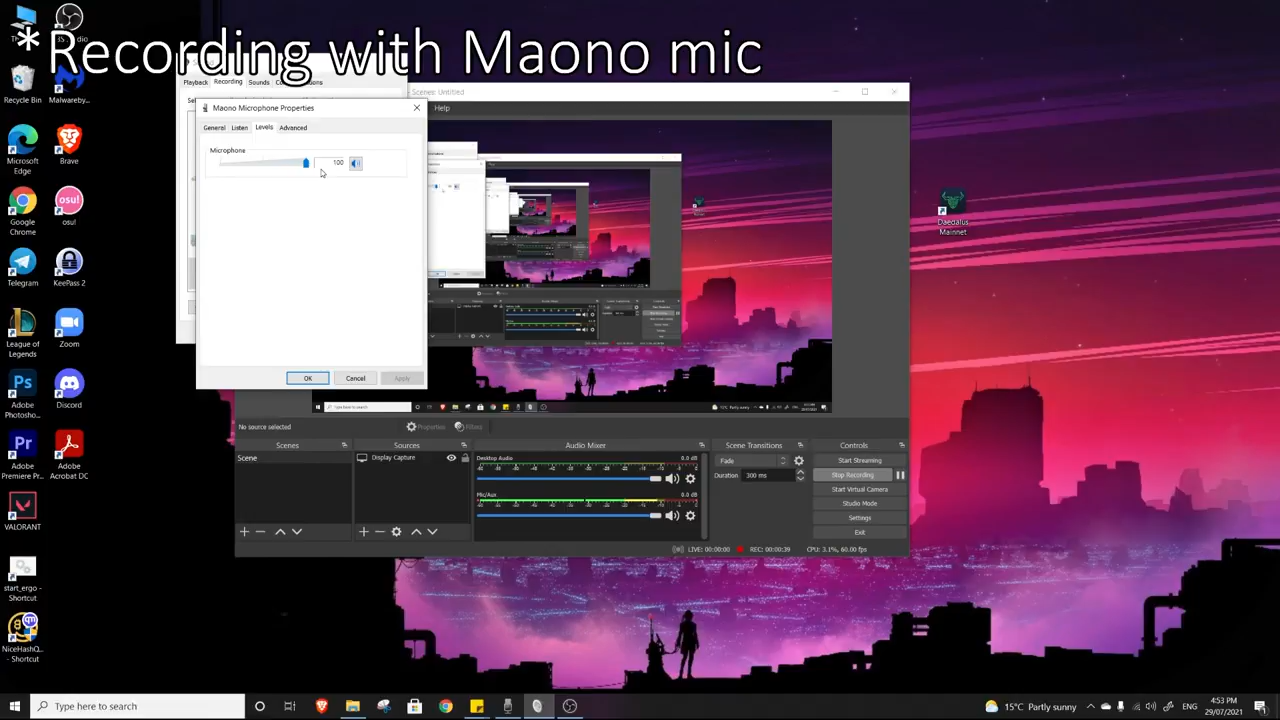 *Recording with Maono mic
Recycle Bin
Malwareby...
Microsoft Edge
Brave
Google Chrome
osu!
Telegram
KeePass 2
League of Legends
Zoom
Adobe Photosh...
Discord
Adobe Premiere Pr...
Adobe Acrobat DC
VALORANT
start_ergo - Shortcut
NiceHashQ... - Shortcut
Daedalus Mainnet
Playback
Recording
Sounds
Maono Microphone Properties
General
Listen
Levels
Advanced
Microphone
100
OK
Cancel
Apply
Scenes: Untitled
Help
No source selected
Properties
Filters
Scenes
Sources
Audio Mixer
Scene Transitions
Controls
Scene
Display Capture
Desktop Audio
0.0 dB
Mic/Aux
0.0 dB
Fade
Duration
300 ms
Start Streaming
Stop Recording
Start Virtual Camera
Studio Mode
Settings
Exit
LIVE: 00:00:00
REC: 00:00:39
CPU: 3.1%, 60.00 fps
Type here to search
15°C Partly sunny
ENG
4:53 PM
29/07/2021